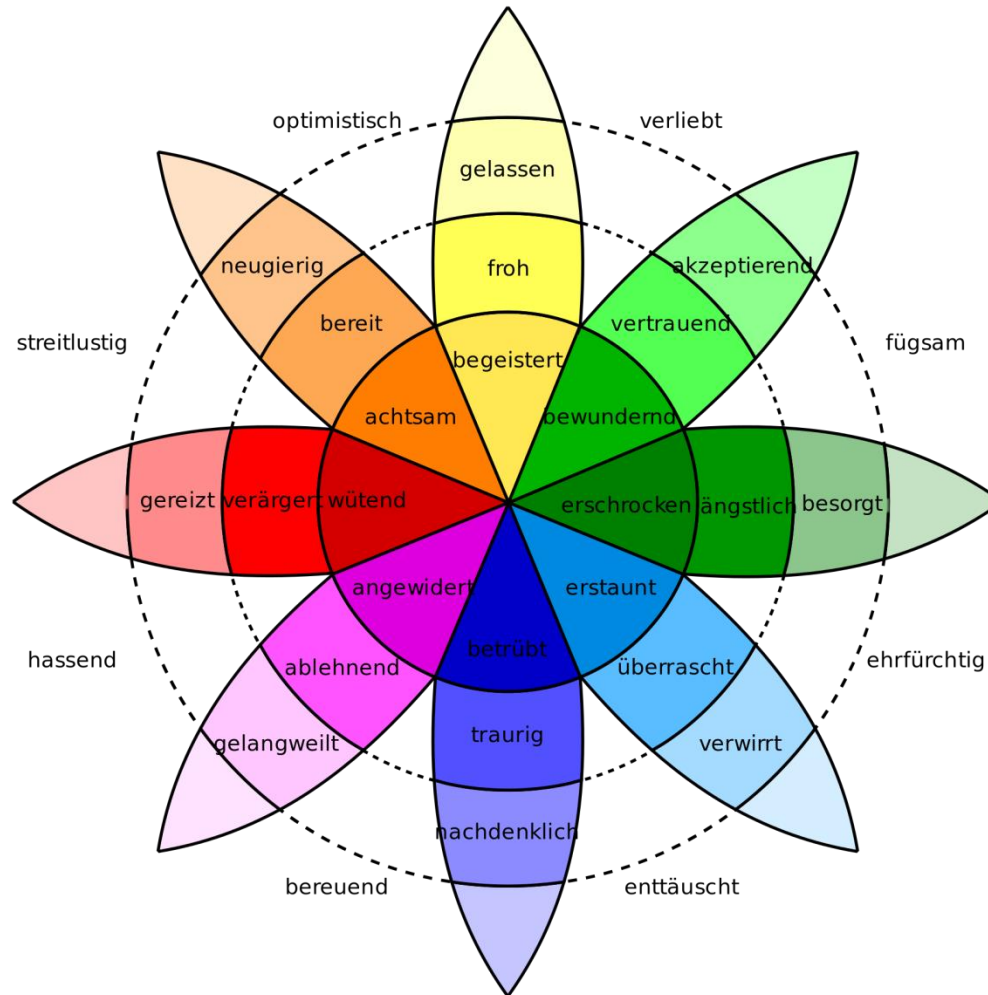 optimistisch
verliebt
gelassen
neugierig
froh
akzeptierend
bereit
vertrauend
streitlustig
fügsam
begeistert
achtsam
bewundernd
gereizt
verärgert
wütend
erschrocken
ängstlich
besorgt
angewidert
erstaunt
betrübt
hassend
ablehnend
überrascht
ehrfürchtig
gelangweilt
traurig
verwirrt
nachdenklich
bereuend
enttäuscht